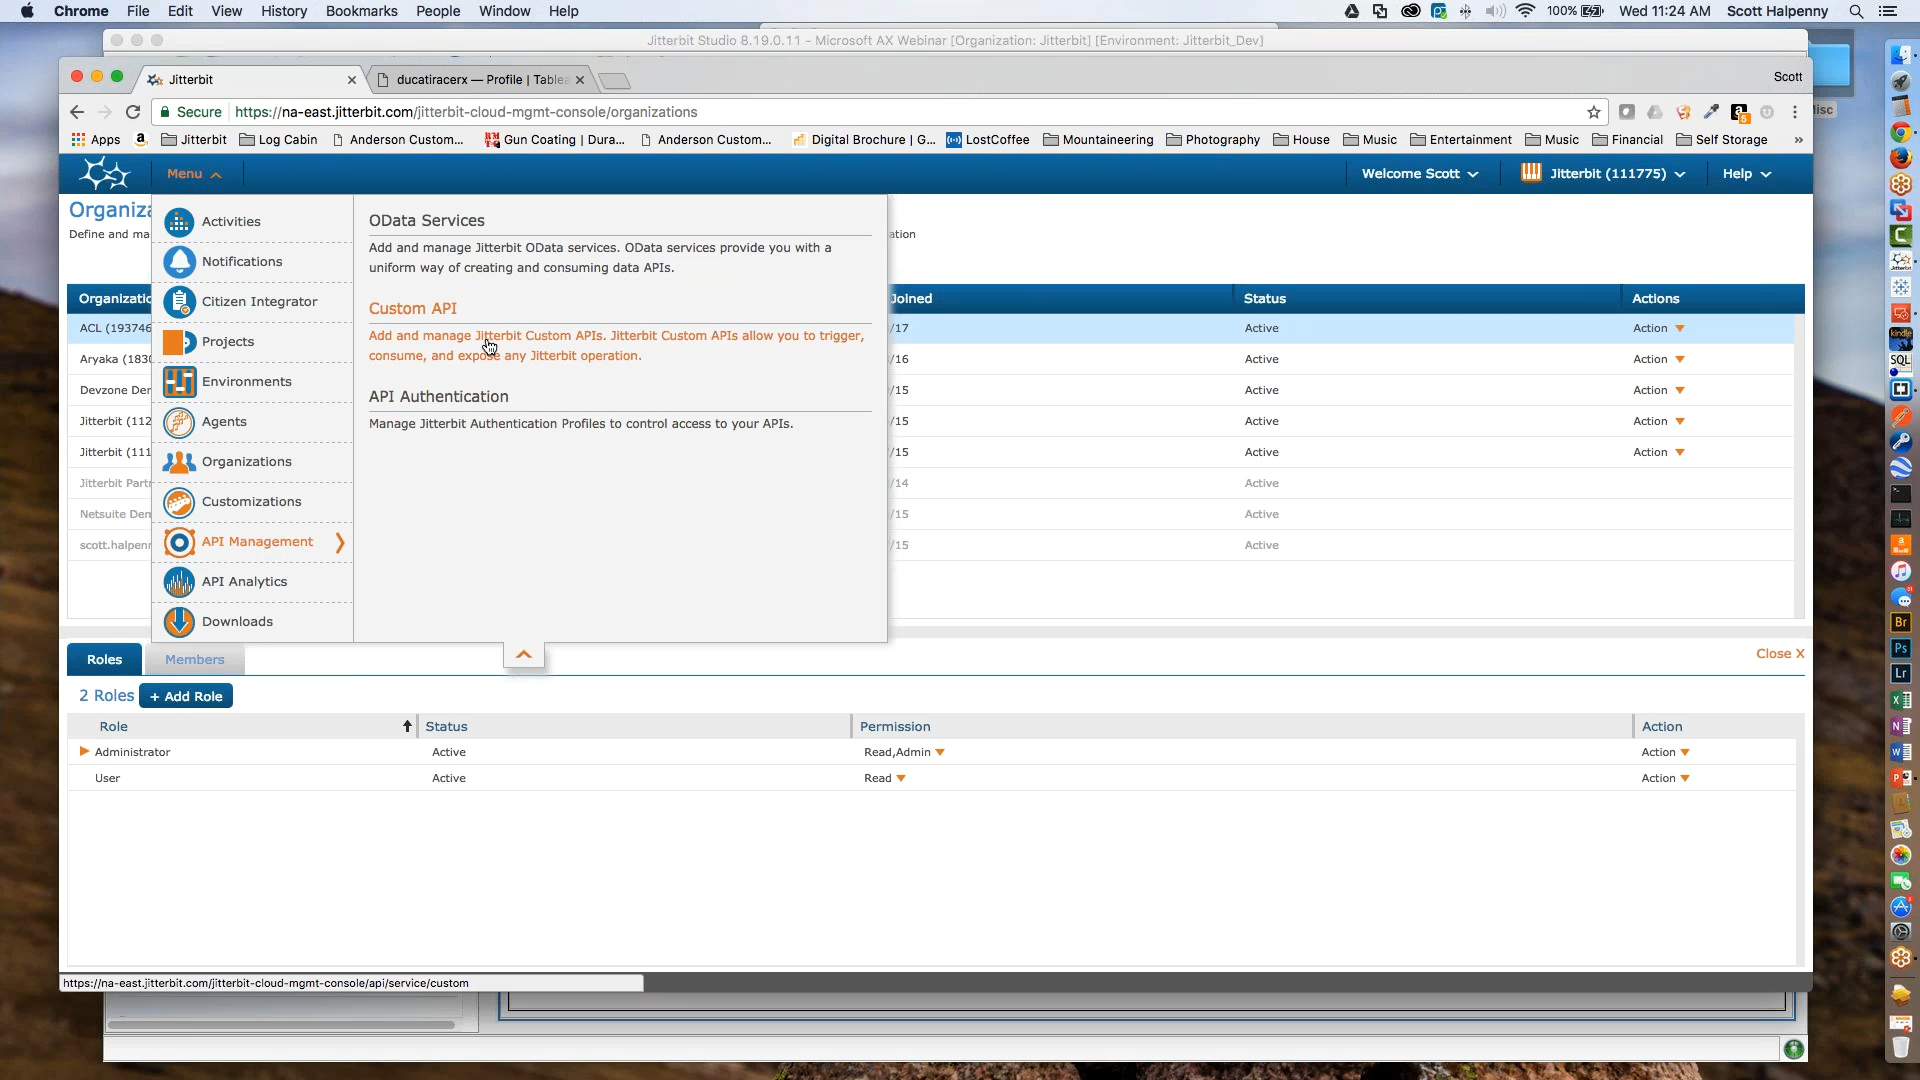 Chrome File Edit View History Bookmarks People Window Help 100% Wed 11:24 AM Scott Halpenny
Jitterbit Studio 8.19.0.11 - Microsoft AX Webinar [Organization: Jitterbit] [Environment: Jitterbit_Dev]
Jitterbit ducatiracerx — Profile | Table Scott
Secure https://na-east.jitterbit.com/jitterbit-cloud-mgmt-console/organizations
Apps Jitterbit Log Cabin Anderson Custom... Gun Coating | Dura... Anderson Custom... Digital Brochure | G... LostCoffee Mountaineering Photography House Music Entertainment Music Financial Self Storage »
Menu Welcome Scott Jitterbit (111775) Help
Organiza
Define and ma ation
Activities
Notifications
Citizen Integrator
Projects
Environments
Agents
Organizations
Customizations
API Management
API Analytics
Downloads
OData Services
Add and manage Jitterbit OData services. OData services provide you with a
uniform way of creating and consuming data APIs.
Custom API
Add and manage Jitterbit Custom APIs. Jitterbit Custom APIs allow you to trigger,
consume, and expose any Jitterbit operation.
API Authentication
Manage Jitterbit Authentication Profiles to control access to your APIs.
Organizatio Joined Status Actions
ACL (193746 /17 Active Action
Aryaka (1830 /16 Active Action
Devzone Der /15 Active Action
Jitterbit (112 /15 Active Action
Jitterbit (111 /15 Active Action
Jitterbit Part /14 Active
Netsuite Den /15 Active
scott.halpenn /15 Active
Roles Members Close X
2 Roles + Add Role
Role Status Permission Action
Administrator Active Read,Admin Action
User Active Read Action
https://na-east.jitterbit.com/jitterbit-cloud-mgmt-console/api/service/custom
isc
kindle
SQL
Br
Ps
Lr